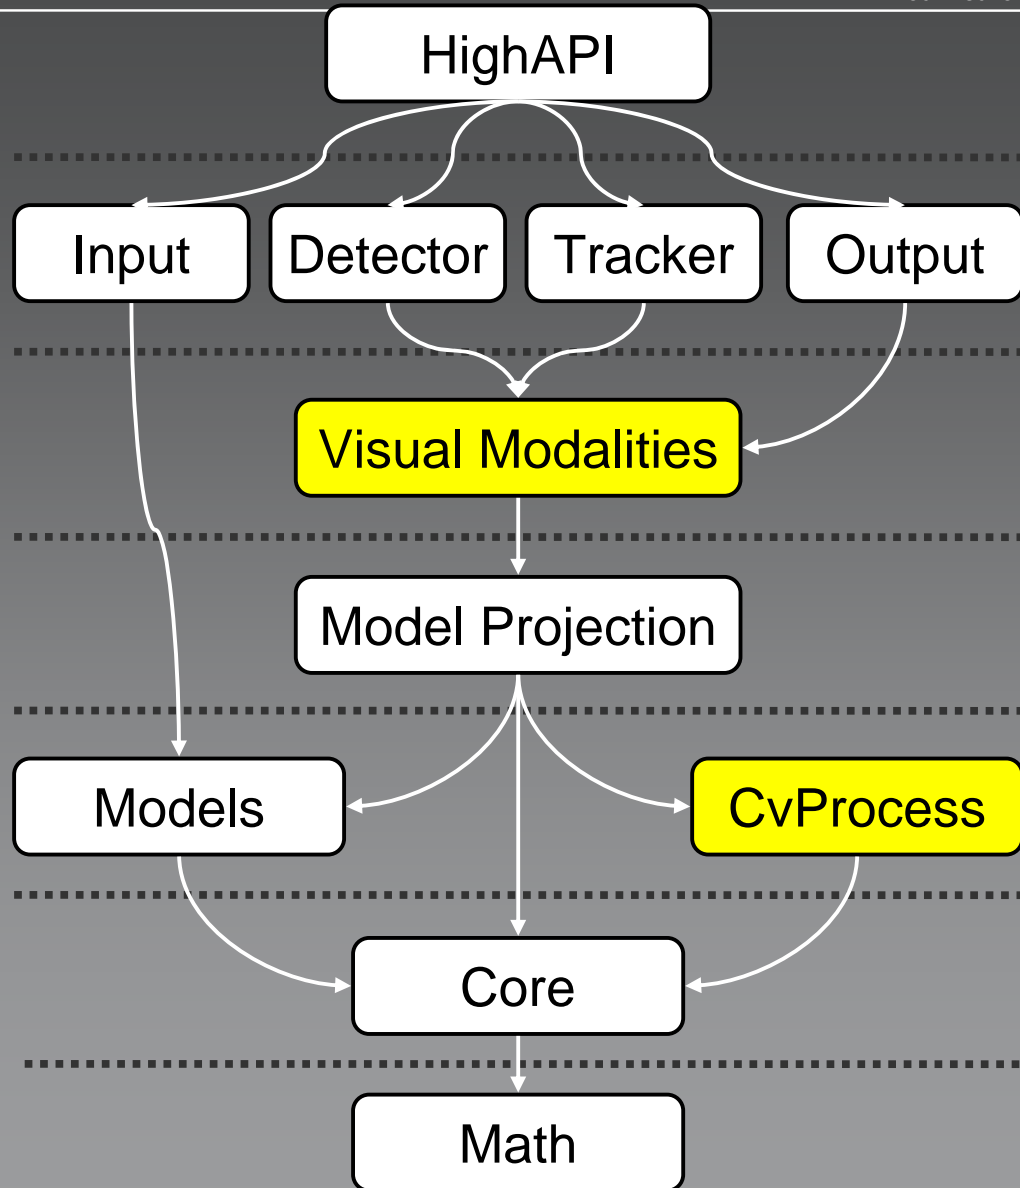 HighAPI
Input
Detector
Tracker
Output
Visual Modalities
Model Projection
Models
CvProcess
Core
Math